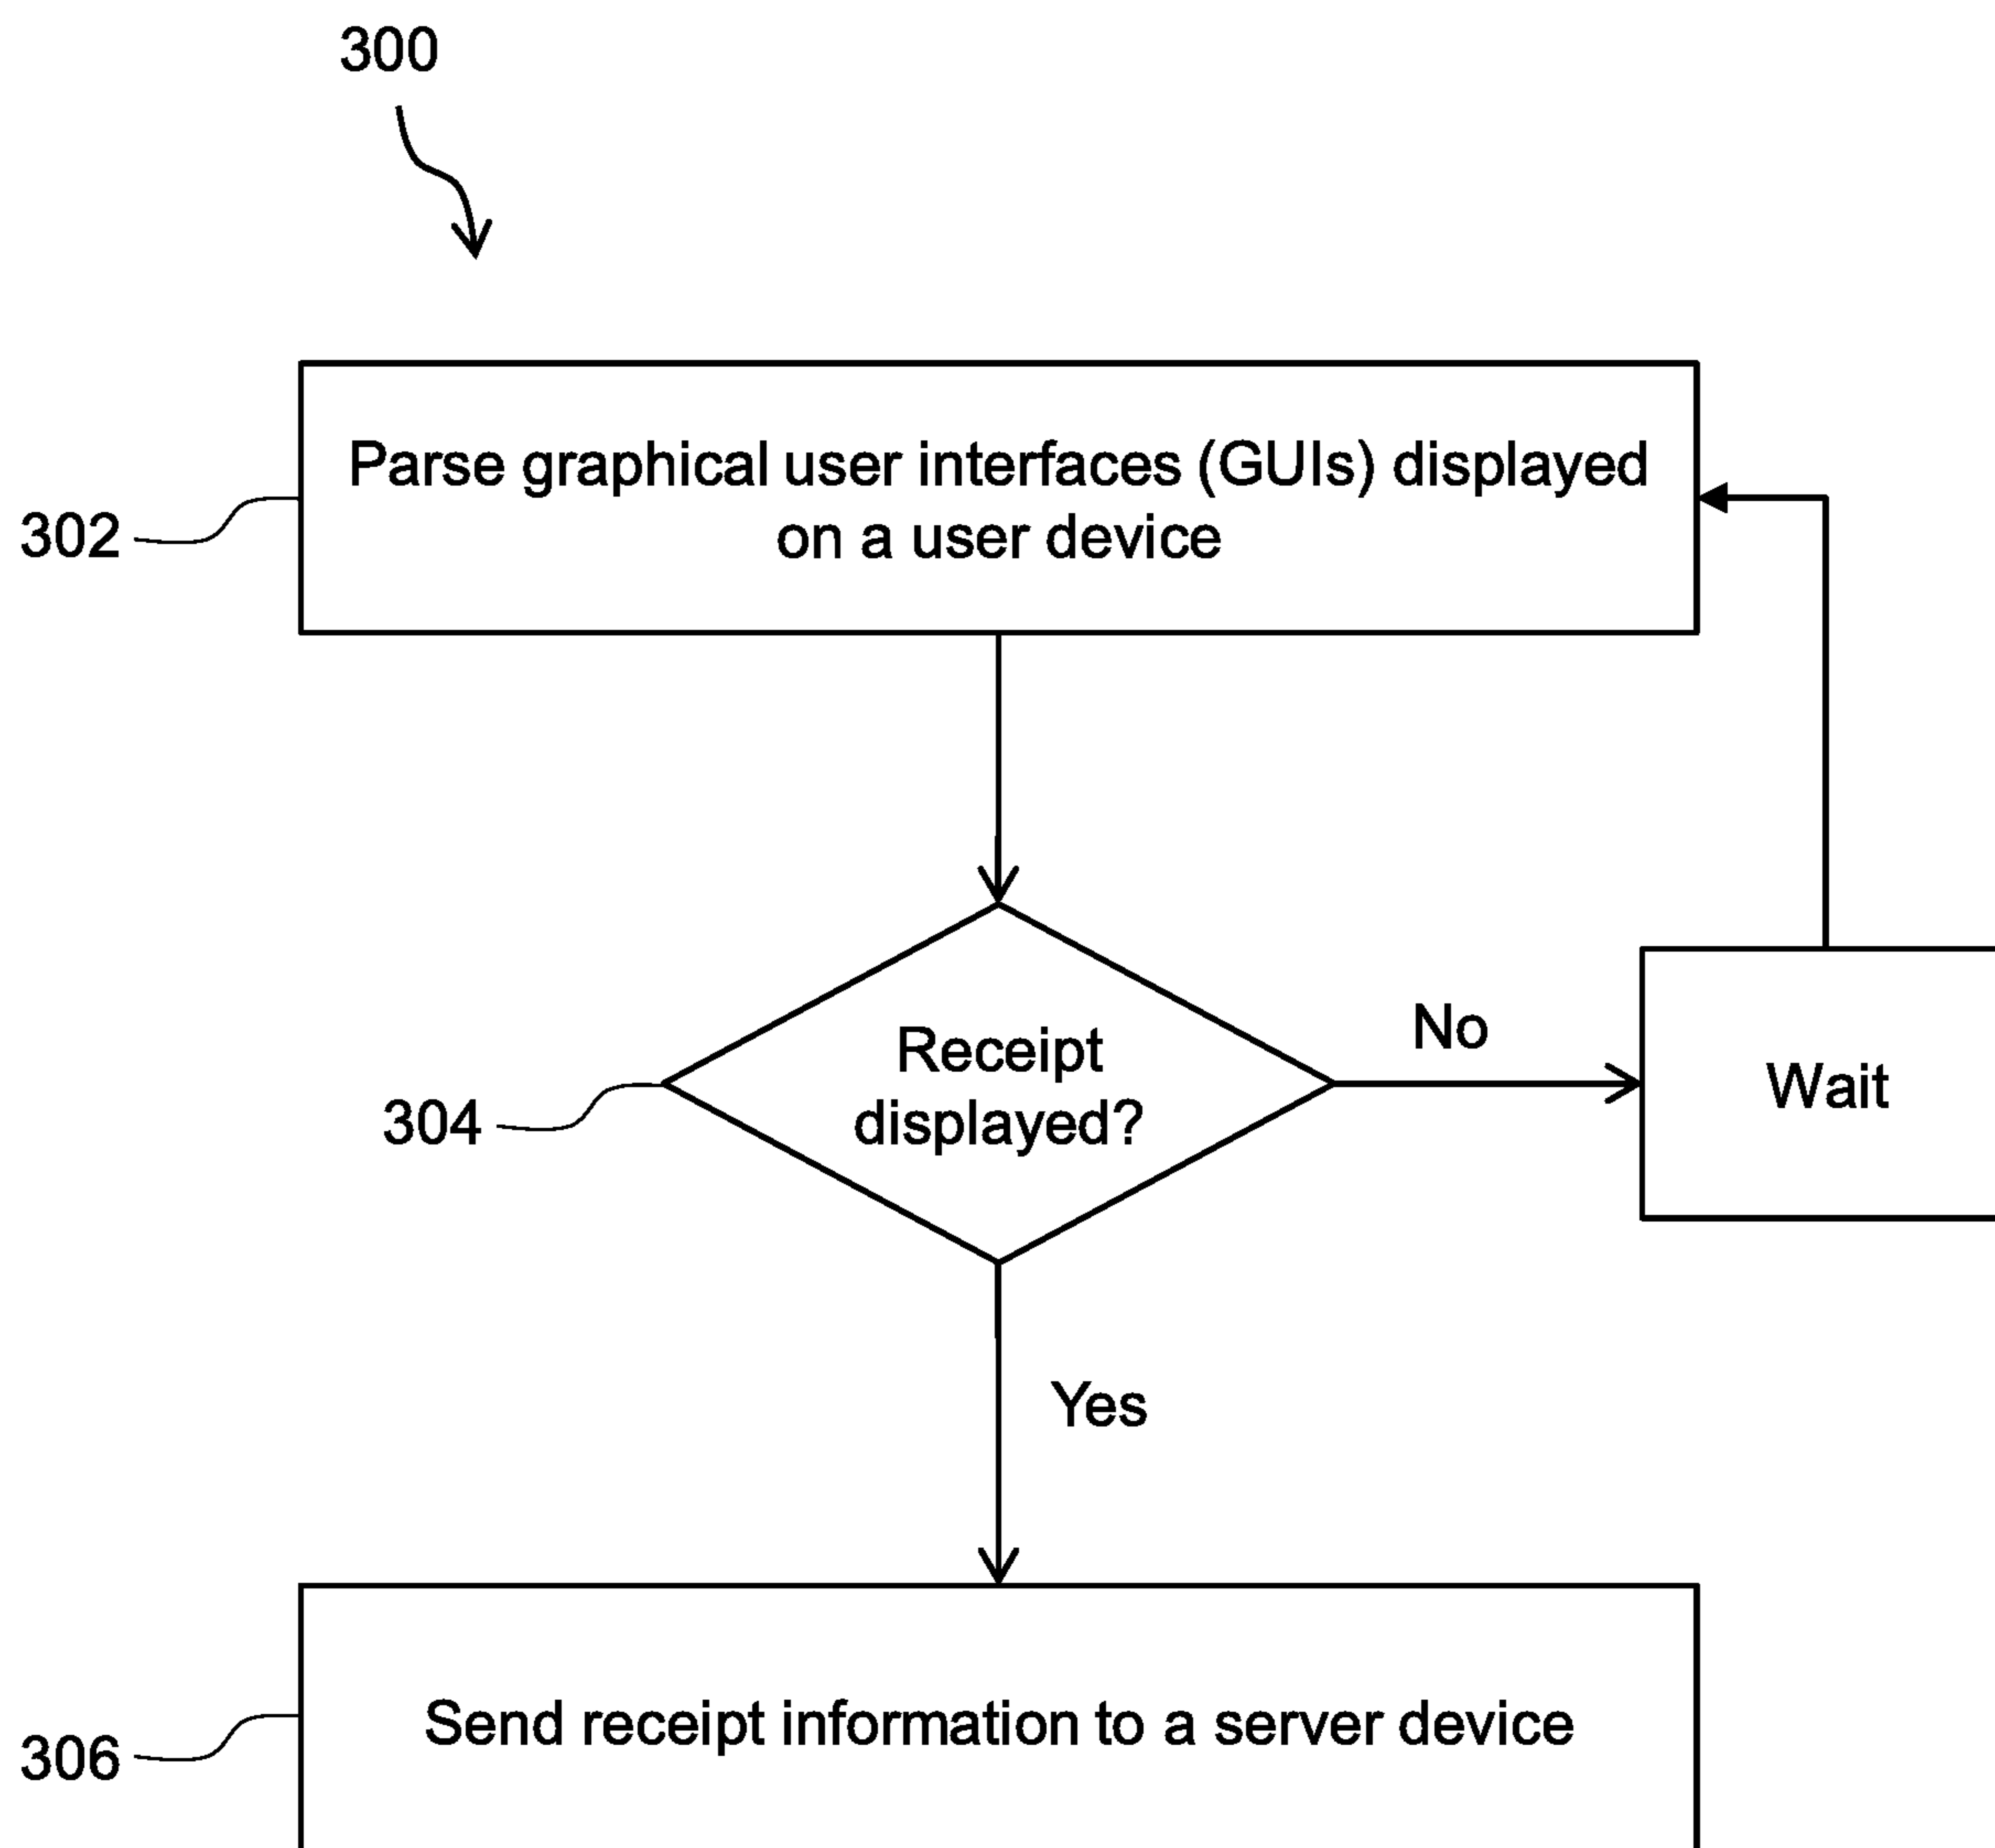 300
Parse graphical user interfaces (GUIs) displayed
on a user device
302
Receipt
displayed?
304
No
Wait
Yes
Send receipt information to a server device
306